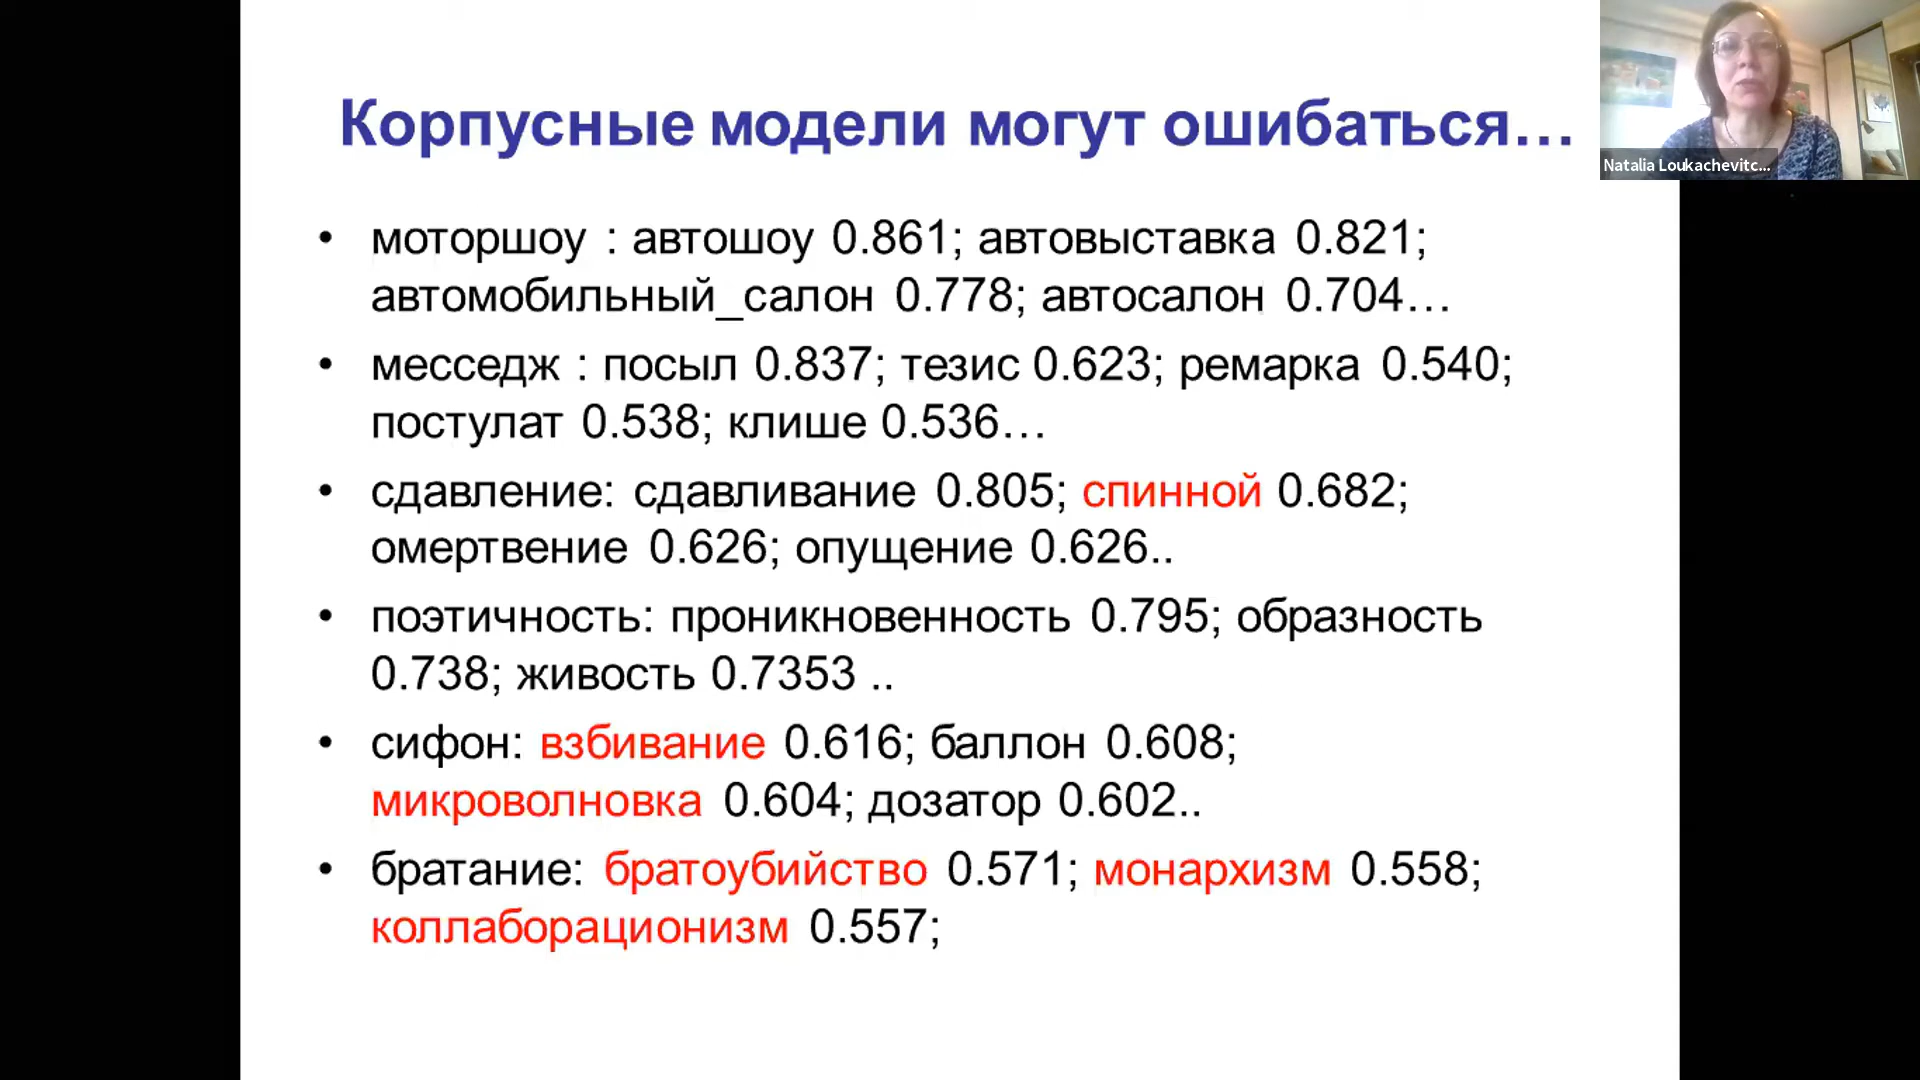 Корпусные модели могут ошибаться…
Natalia Loukachevitc...
• моторшоу : автошоу 0.861; автовыставка 0.821;
автомобильный_салон 0.778; автосалон 0.704…
• месседж : посыл 0.837; тезис 0.623; ремарка 0.540;
постулат 0.538; клише 0.536…
• сдавление: сдавливание 0.805; спинной 0.682;
омертвение 0.626; опущение 0.626..
• поэтичность: проникновенность 0.795; образность
0.738; живость 0.7353 ..
• сифон: взбивание 0.616; баллон 0.608;
микроволновка 0.604; дозатор 0.602..
• братание: братоубийство 0.571; монархизм 0.558;
коллаборационизм 0.557;